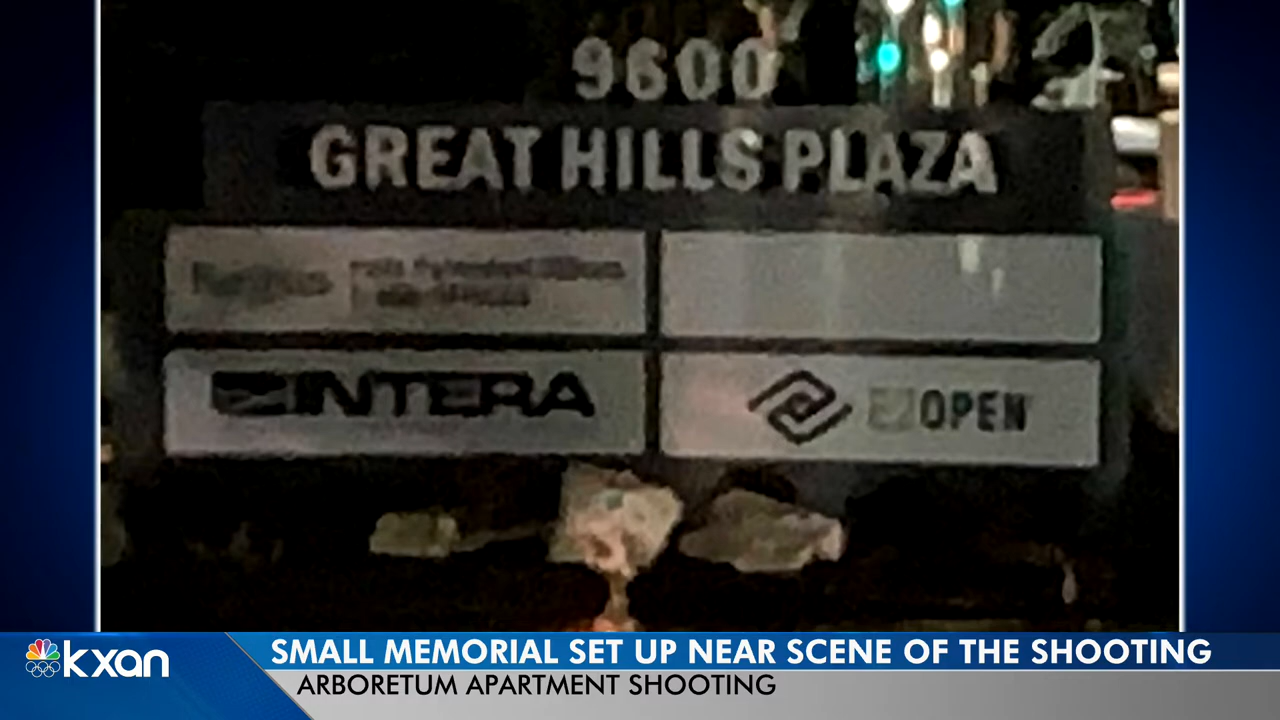 9600
GREAT HILLS PLAZA
INTERA
OPEN
SMALL MEMORIAL SET UP NEAR SCENE OF THE SHOOTING
kxan
ARBORETUM APARTMENT SHOOTING